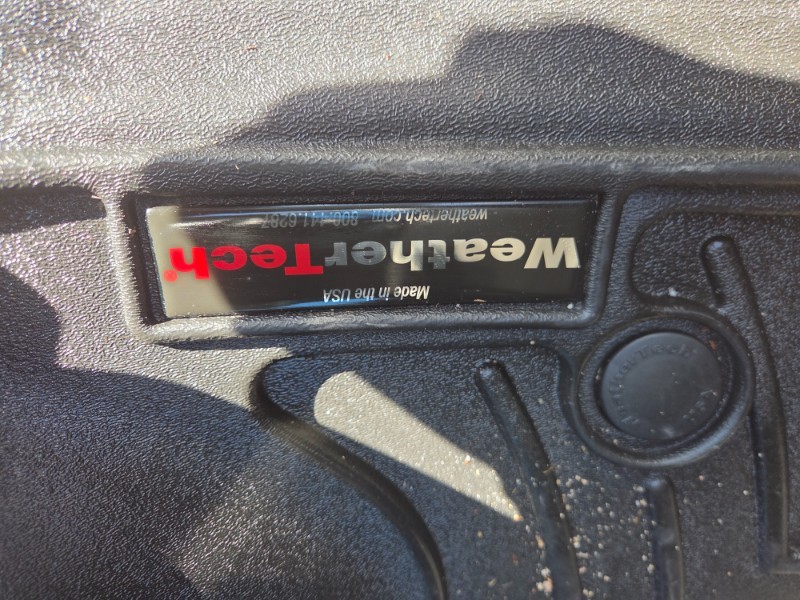 Made in the USA
WeatherTech®
weathertech.com 800.441.6287